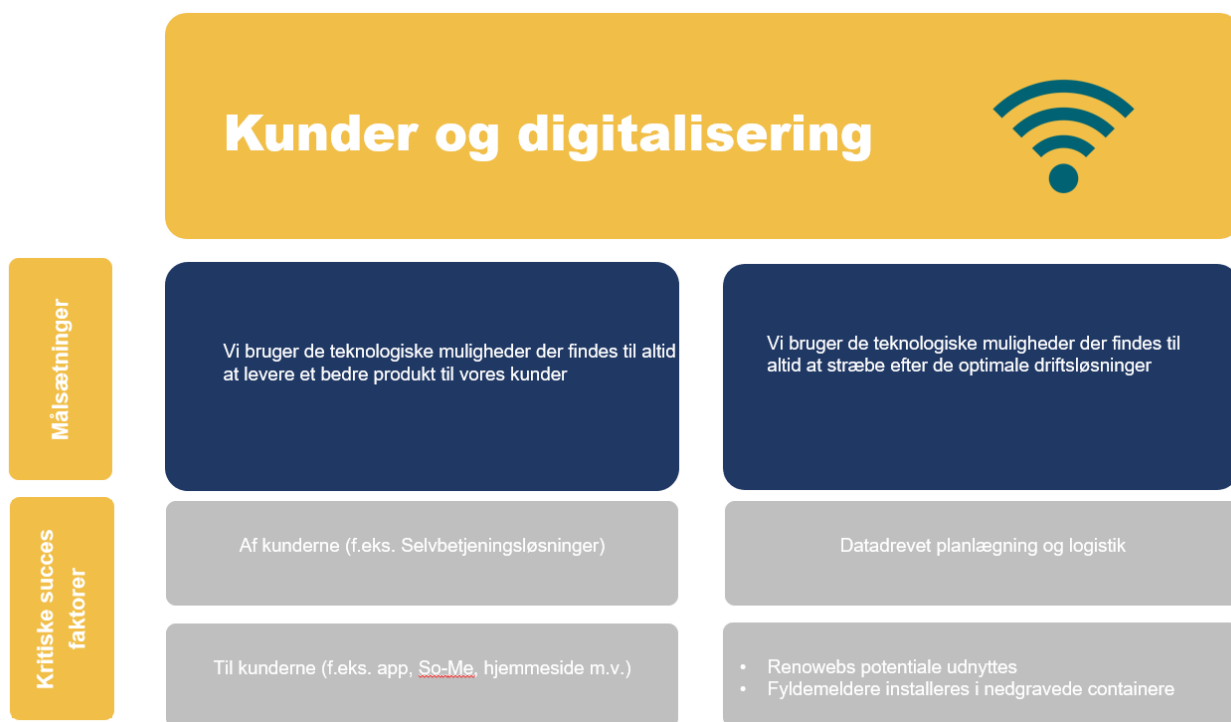 Kunder og digitalisering
Målsætninger
Vi bruger de teknologiske muligheder der findes til altid
at levere et bedre produkt til vores kunder
Vi bruger de teknologiske muligheder der findes til
altid at stræbe efter de optimale driftsløsninger
Kritiske succes
faktorer
Af kunderne (f.eks. Selvbetjeningsløsninger)
Datadrevet planlægning og logistik
Til kunderne (f.eks. app, So-Me, hjemmeside m.v.)
• Renowebs potentiale udnyttes
• Fyldemeldere installeres i nedgravede containere